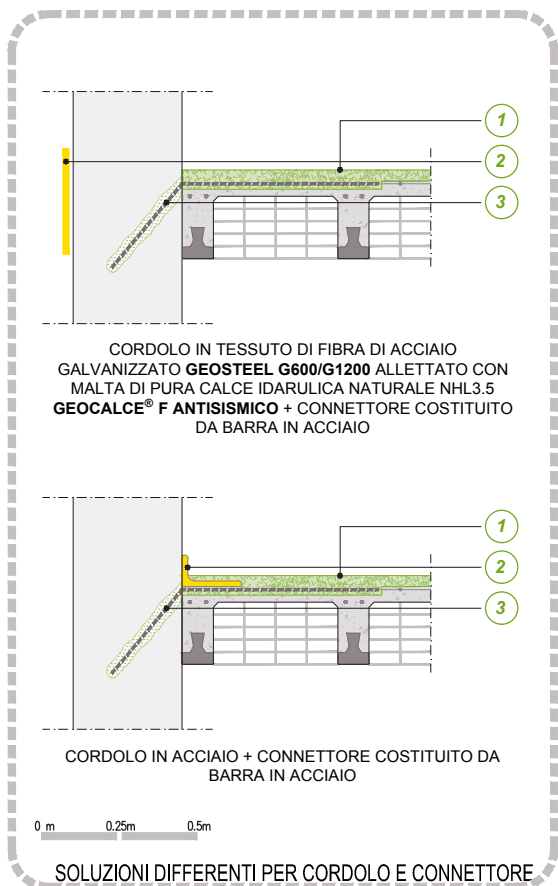 1
2
3
CORDOLO IN TESSUTO DI FIBRA DI ACCIAIO
GALVANIZZATO GEOSTEEL G600/G1200 ALLETTATO CON
MALTA DI PURA CALCE IDARULICA NATURALE NHL3.5
GEOCALCE® F ANTISISMICO + CONNETTORE COSTITUITO
DA BARRA IN ACCIAIO
1
2
3
CORDOLO IN ACCIAIO + CONNETTORE COSTITUITO DA
BARRA IN ACCIAIO
0 m 0.25m 0.5m
SOLUZIONI DIFFERENTI PER CORDOLO E CONNETTORE